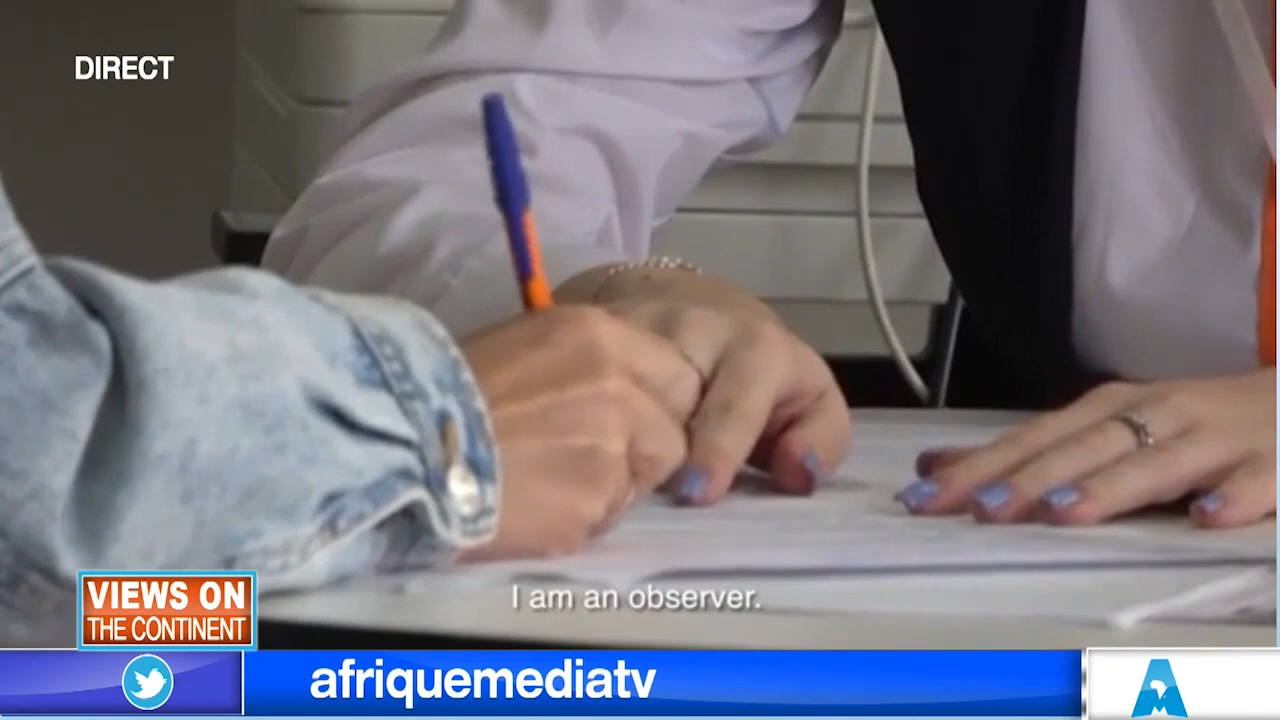 DIRECT
I am an observer.
VIEWS ON
THE CONTINENT
afriquemediatv